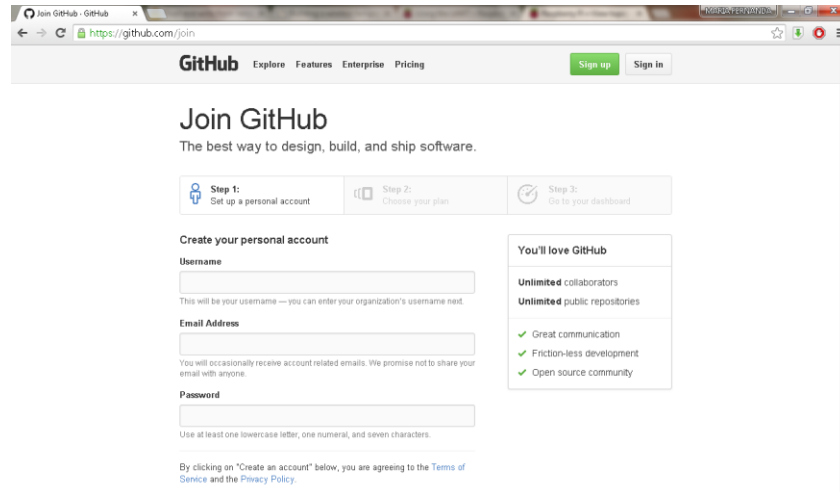 Join GitHub · GitHub
MARIA FERNANDA
https://github.com/join
GitHub Explore Features Enterprise Pricing Sign up Sign in
Join GitHub
The best way to design, build, and ship software.
Step 1:
Set up a personal account
Step 2:
Choose your plan
Step 3:
Go to your dashboard
Create your personal account
Username
This will be your username — you can enter your organization's username next.
Email Address
You will occasionally receive account related emails. We promise not to share your
email with anyone.
Password
Use at least one lowercase letter, one numeral, and seven characters.
By clicking on "Create an account" below, you are agreeing to the Terms of
Service and the Privacy Policy.
You'll love GitHub
Unlimited collaborators
Unlimited public repositories
Great communication
Friction-less development
Open source community